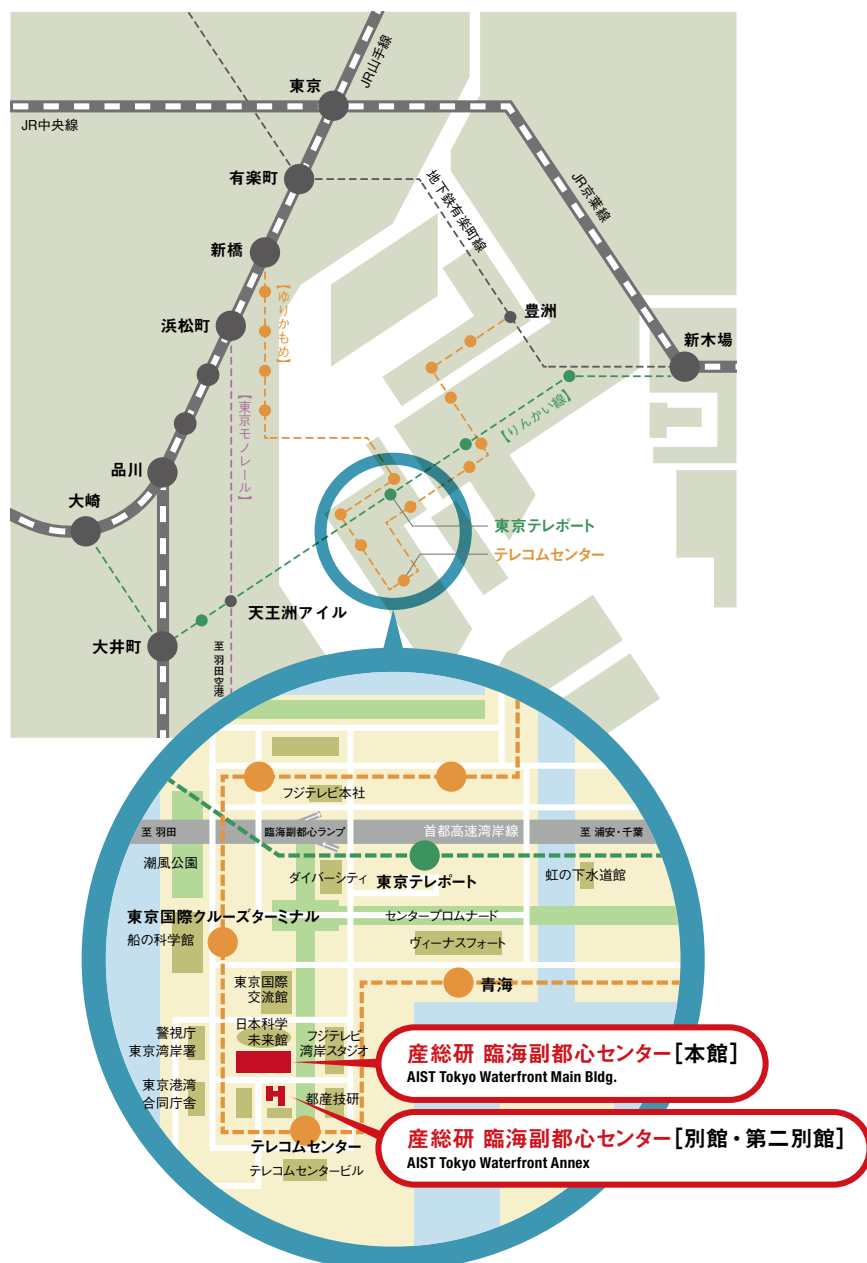 東京
JR山手線
JR中央線
有楽町
地下鉄有楽町線
JR京葉線
新橋
【ゆりかもめ】
浜松町
豊洲
新木場
【東京モノレール】
【りんかい線】
品川
大崎
東京テレポート
テレコムセンター
天王洲アイル
大井町
至 羽田空港
フジテレビ本社
至 羽田
臨海副都心ランプ
首都高速湾岸線
至 浦安・千葉
潮風公園
ダイバーシティ
東京テレポート
虹の下水道館
東京国際クルーズターミナル
センタープロムナード
船の科学館
ヴィーナスフォート
東京国際
交流館
青海
日本科学
未来館
警視庁
東京湾岸署
フジテレビ
湾岸スタジオ
産総研 臨海副都心センター［本館］
AIST Tokyo Waterfront Main Bldg.
東京港湾
合同庁舎
都産技研
産総研 臨海副都心センター［別館・第二別館］
AIST Tokyo Waterfront Annex
テレコムセンター
テレコムセンタービル